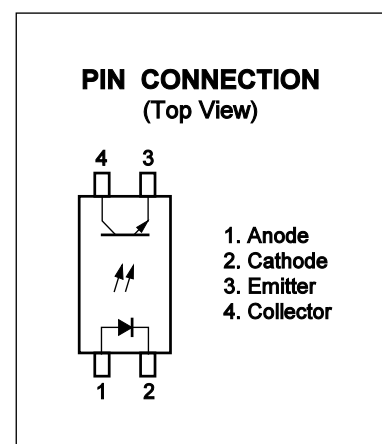 PIN CONNECTION
(Top View)
4 3
1. Anode
2. Cathode
3. Emitter
4. Collector
1 2